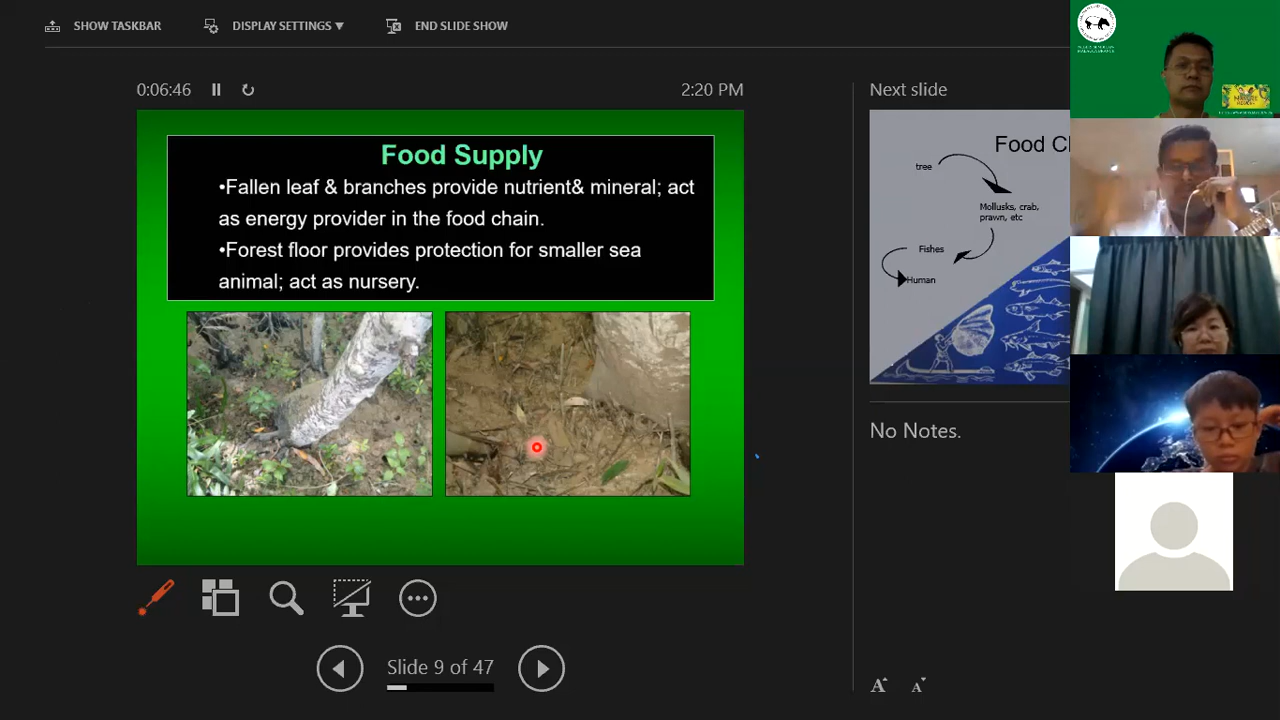 SHOW TASKBAR
DISPLAY SETTINGS
END SLIDE SHOW
0:06:46
2:20 PM
Food Supply
•Fallen leaf & branches provide nutrient& mineral; act
as energy provider in the food chain.
•Forest floor provides protection for smaller sea
animal; act as nursery.
Slide 9 of 47
Next slide
Food C
tree
Mollusks, crab,
prawn, etc
Fishes
Human
No Notes.
A A